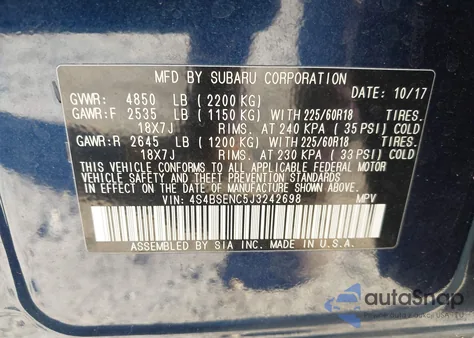 MFD BY SUBARU CORPORATION DATE: 10/17
GVWR: 4850 LB (2200 KG)
GAWR:F 2535 LB (1150 KG) WITH 225/60R18 TIRES.
18X7J RIMS. AT 240 KPA (35 PSI) COLD
GAWR:R 2645 LB (1200 KG) WITH 225/60R18 TIRES.
18X7J RIMS. AT 230 KPA (33 PSI) COLD
THIS VEHICLE CONFORMS TO ALL APPLICABLE FEDERAL MOTOR
VEHICLE SAFETY AND BUMPER STANDARDS IN EFFECT ON THE
DATE OF MANUFACTURE SHOWN ABOVE.
VIN: 4S4BSENC5J3242698 MPV
ASSEMBLED BY SIA INC. MADE IN U.S.A.
autoSnap